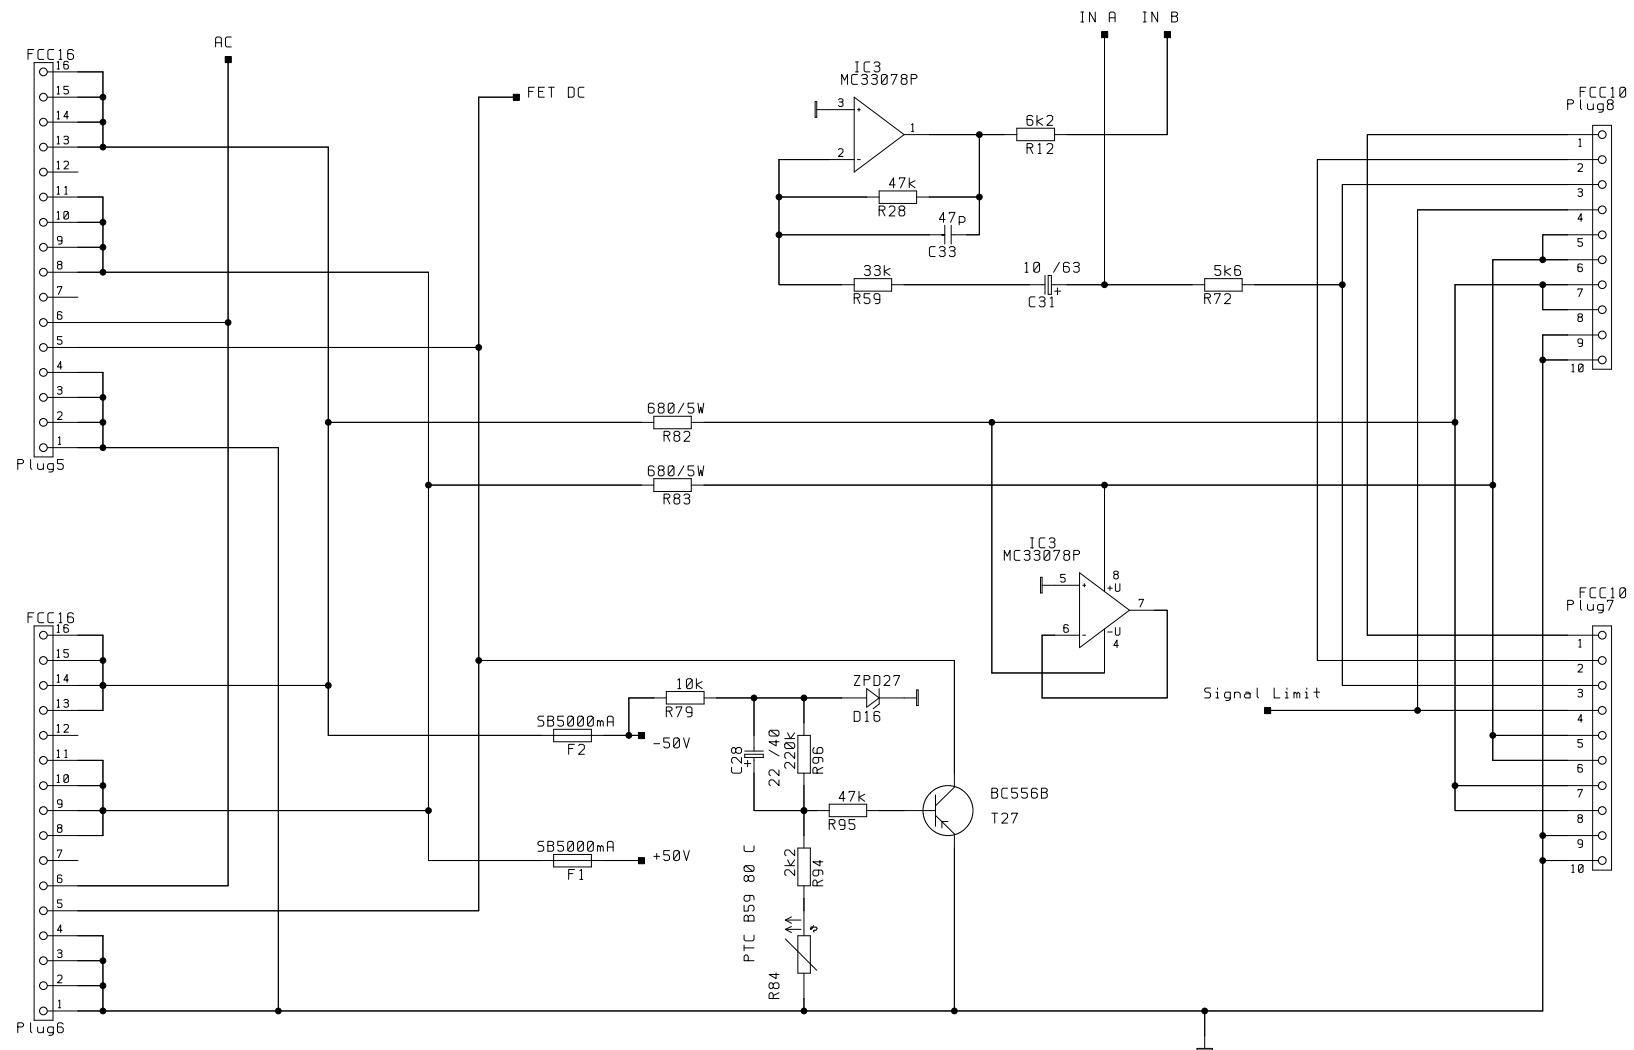 IN A IN B
AC
FCC16
16
15
14
13
12
11
10
9
8
7
6
5
4
3
2
1
Plug5
FET DC
IC3
MC33078P
3
+
1
2
-
6k2
R12
47k
R28
47p
C33
33k
R59
10 /63
+
C31
5k6
R72
FCC10
Plug8
1
2
3
4
5
6
7
8
9
10
680/5W
R82
680/5W
R83
IC3
MC33078P
5
+
8
+U
7
6
-
-U
4
FCC10
Plug7
1
2
3
4
5
6
7
8
9
10
Signal Limit
FCC16
16
15
14
13
12
11
10
9
8
7
6
5
4
3
2
1
Plug6
SB5000mA
F2
-50V
10k
R79
ZPD27
D16
C28
+
22 /40
220k
R96
47k
R95
BC556B
T27
SB5000mA
F1
+50V
2k2
R94
PTC B59 80 C
R84